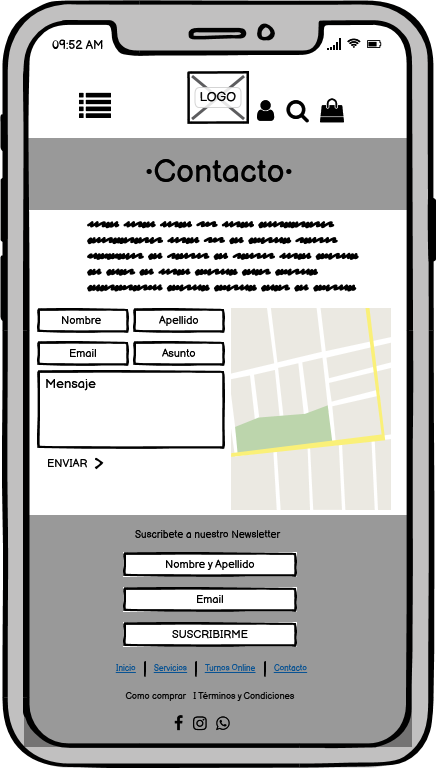 09:52 AM
LOGO
·Contacto·
Nombre Apellido
Email Asunto
Mensaje
ENVIAR >
Suscribete a nuestro Newsletter
Nombre y Apellido
Email
SUSCRIBIRME
Inicio | Servicios | Turnos Online | Contacto
Como comprar I Términos y Condiciones